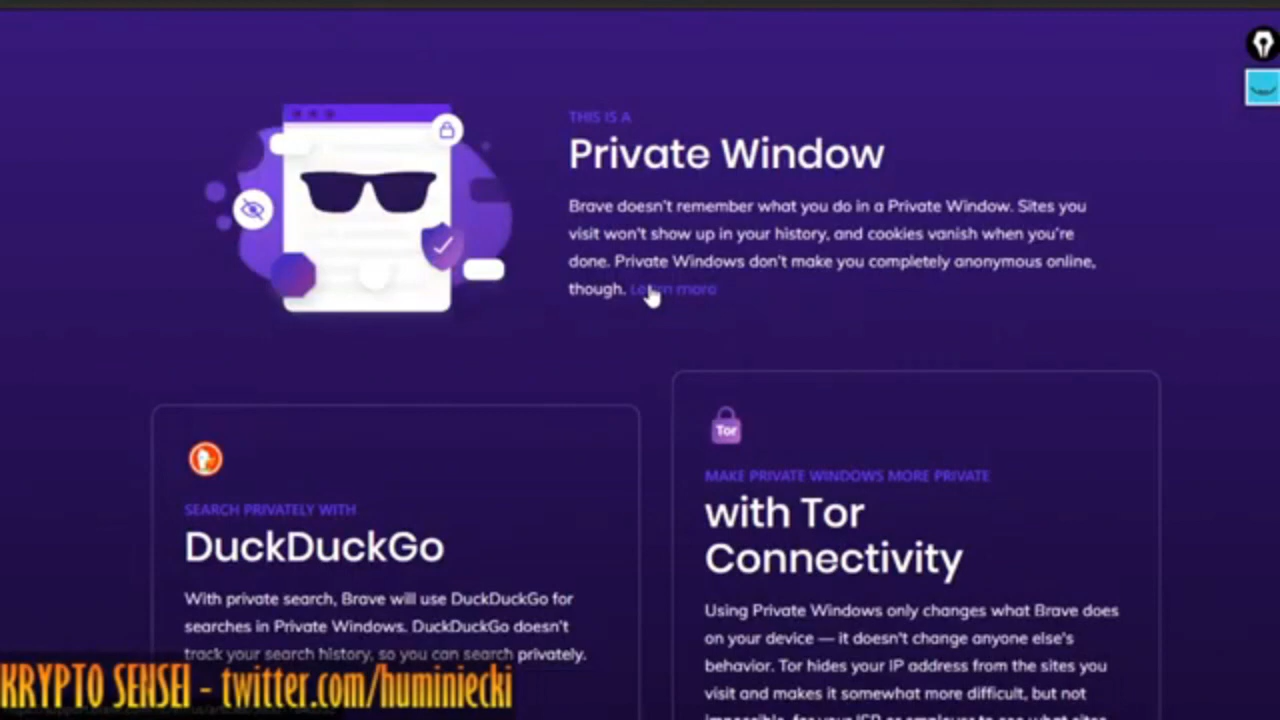 THIS IS A
Private Window
Brave doesn't remember what you do in a Private Window. Sites you
visit won't show up in your history, and cookies vanish when you're
done. Private Windows don't make you completely anonymous online,
though. Learn more
SEARCH PRIVATELY WITH
DuckDuckGo
With private search, Brave will use DuckDuckGo for
searches in Private Windows. DuckDuckGo doesn't
track your search history, so you can search privately.
Tor
MAKE PRIVATE WINDOWS MORE PRIVATE
with Tor
Connectivity
Using Private Windows only changes what Brave does
on your device — it doesn't change anyone else's
behavior. Tor hides your IP address from the sites you
visit and makes it somewhat more difficult, but not
KRYPTO SENSEI - twitter.com/huminiecki